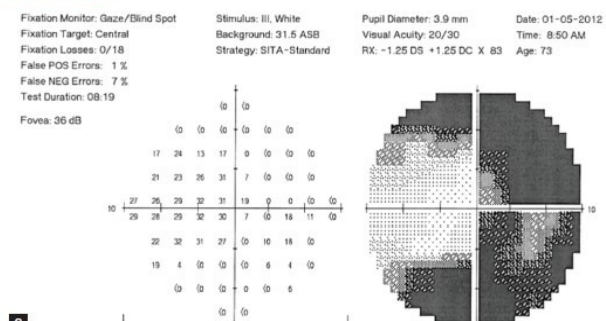 Fixation Monitor: Gaze/Blind Spot
Fixation Target: Central
Fixation Losses: 0/18
False POS Errors: 1 %
False NEG Errors: 7 %
Test Duration: 08:19
Fovea: 36 dB
Stimulus: III, White
Background: 31.5 ASB
Strategy: SITA-Standard
Pupil Diameter: 3.9 mm
Visual Acuity: 20/30
RX: -1.25 DS +1.25 DC X 83
Date: 01-05-2012
Time: 8:50 AM
Age: 73
(0 (0
(0 (0 (0 (0 (0 (0
17 24 13 17 0 (0 (0 0
21 23 26 31 7 (0 (0 (0
27 26 29 32 31 19 0 0 (0 (0
10
29 28 29 32 30 7 (0 18 11 (0
22 32 31 27 (0 10 18 (0
19 4 (0 (0 (0 6 4 (0
(0 (0 (0 0 0 6
(0 (0
10